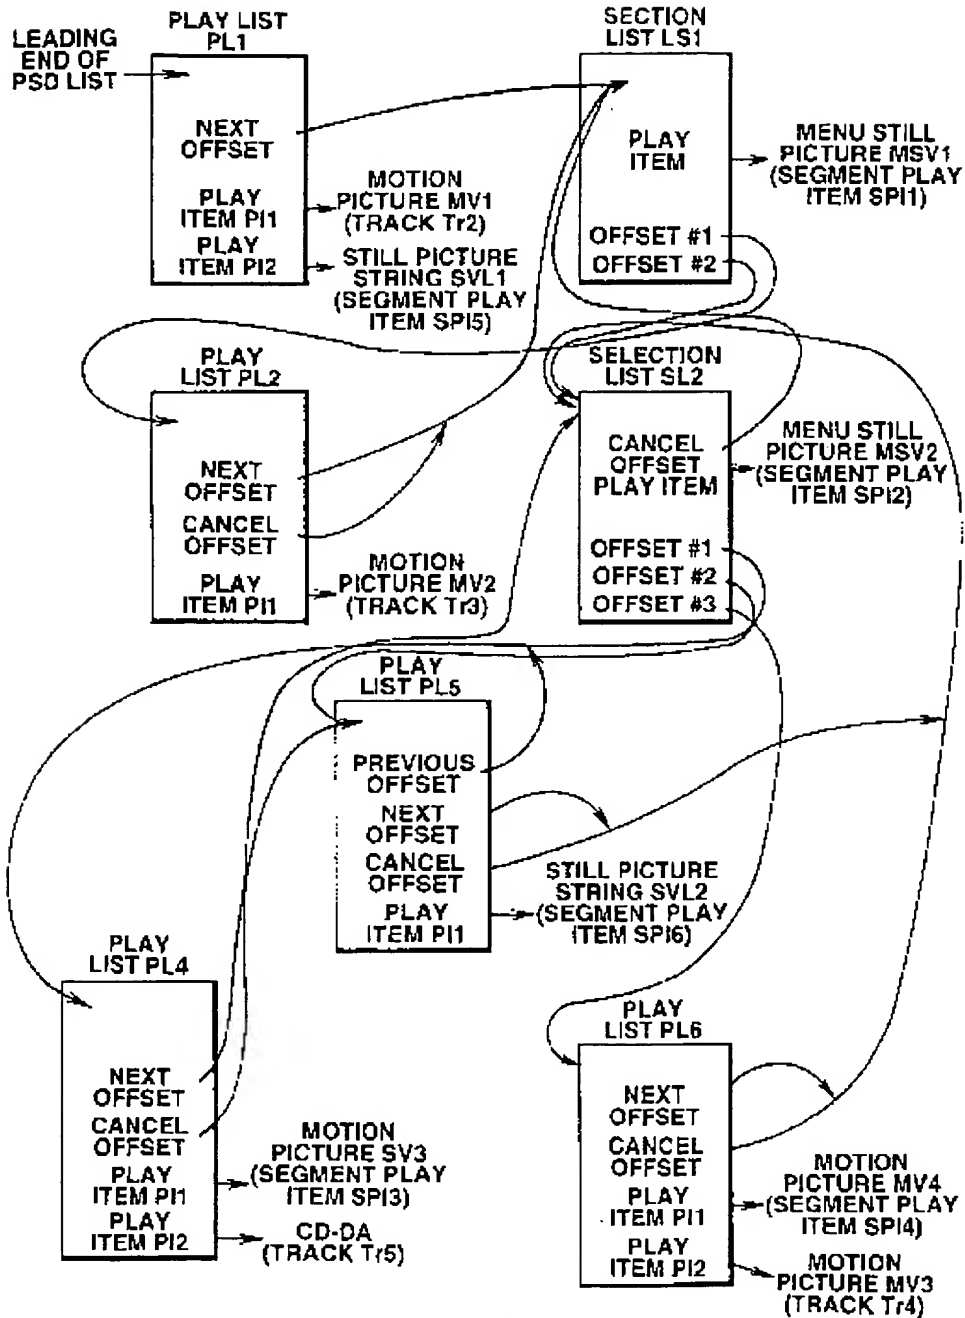 LEADING
END OF
PSD LIST
PLAY LIST
PL1
NEXT
OFFSET
PLAY
ITEM PI1
PLAY
ITEM PI2
MOTION
PICTURE MV1
(TRACK Tr2)
STILL PICTURE
STRING SVL1
(SEGMENT PLAY
ITEM SPI5)
SECTION
LIST LS1
PLAY
ITEM
OFFSET #1
OFFSET #2
MENU STILL
PICTURE MSV1
(SEGMENT PLAY
ITEM SPI1)
PLAY
LIST PL2
NEXT
OFFSET
CANCEL
OFFSET
PLAY
ITEM PI1
MOTION
PICTURE MV2
(TRACK Tr3)
SELECTION
LIST SL2
CANCEL
OFFSET
PLAY ITEM
OFFSET #1
OFFSET #2
OFFSET #3
MENU STILL
PICTURE MSV2
(SEGMENT PLAY
ITEM SPI2)
PLAY
LIST PL5
PREVIOUS
OFFSET
NEXT
OFFSET
CANCEL
OFFSET
PLAY
ITEM PI1
STILL PICTURE
STRING SVL2
(SEGMENT PLAY
ITEM SPI6)
PLAY
LIST PL4
NEXT
OFFSET
CANCEL
OFFSET
PLAY
ITEM PI1
PLAY
ITEM PI2
MOTION
PICTURE SV3
(SEGMENT PLAY
ITEM SPI3)
CD-DA
(TRACK Tr5)
PLAY
LIST PL6
NEXT
OFFSET
CANCEL
OFFSET
PLAY
ITEM PI1
PLAY
ITEM PI2
MOTION
PICTURE MV4
(SEGMENT PLAY
ITEM SPI4)
MOTION
PICTURE MV3
(TRACK Tr4)